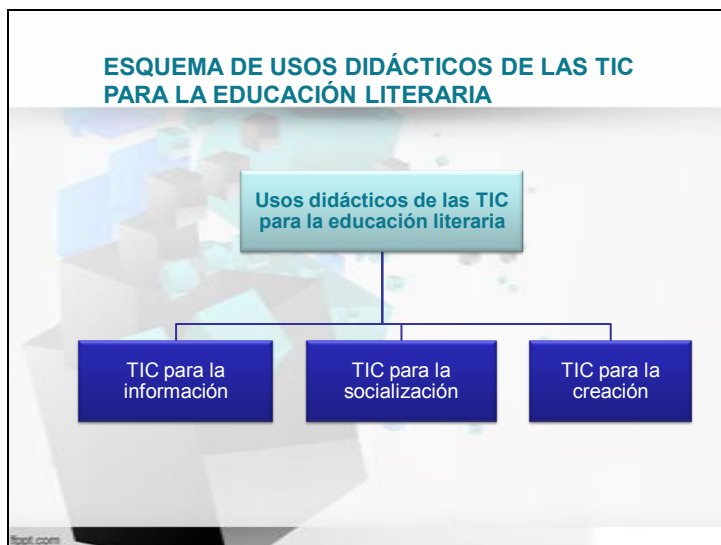 ESQUEMA DE USOS DIDÁCTICOS DE LAS TIC
PARA LA EDUCACIÓN LITERARIA
Usos didácticos de las TIC
para la educación literaria
TIC para la
información
TIC para la
socialización
TIC para la
creación
fppt.com